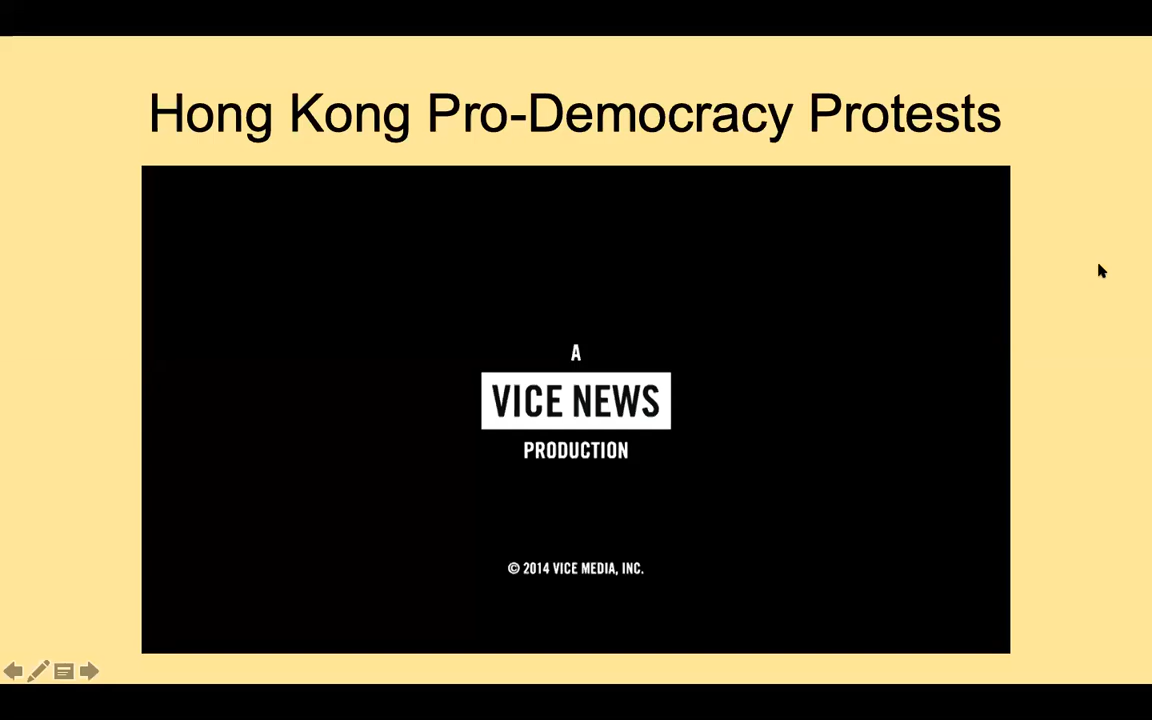 Hong Kong Pro-Democracy Protests
A
VICE NEWS
PRODUCTION
© 2014 VICE MEDIA, INC.